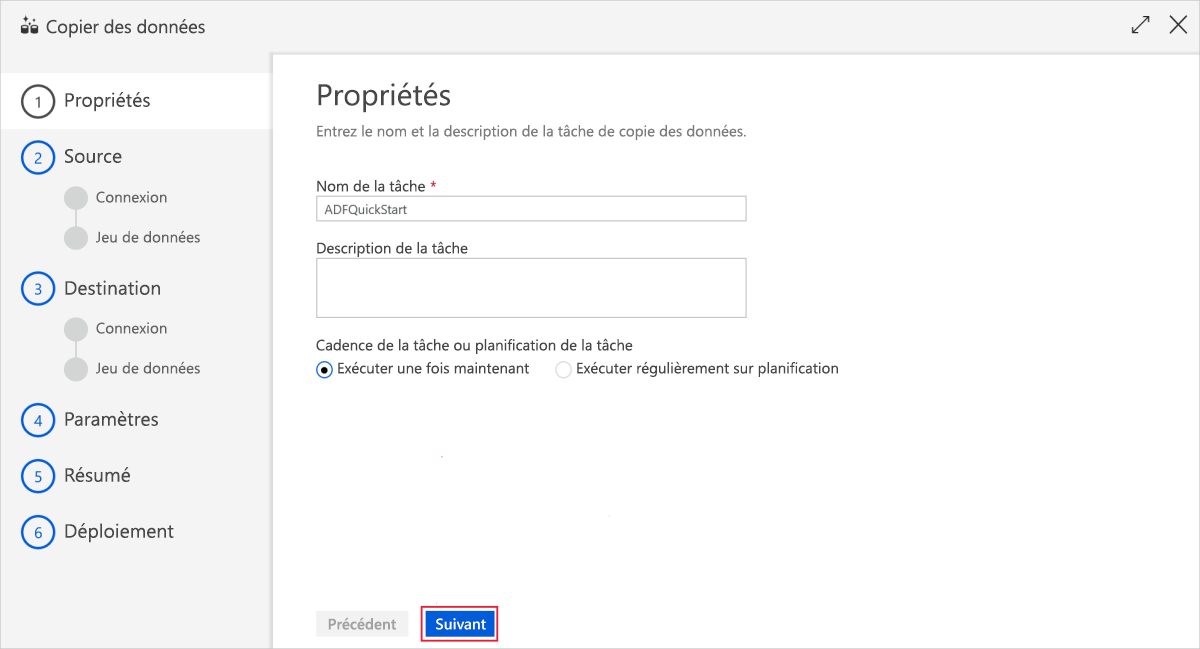 Copier des données
1 Propriétés
2 Source
Connexion
Jeu de données
3 Destination
Connexion
Jeu de données
4 Paramètres
5 Résumé
6 Déploiement
Propriétés
Entrez le nom et la description de la tâche de copie des données.
Nom de la tâche *
ADFQuickStart
Description de la tâche
Cadence de la tâche ou planification de la tâche
Exécuter une fois maintenant Exécuter régulièrement sur planification
Précédent Suivant